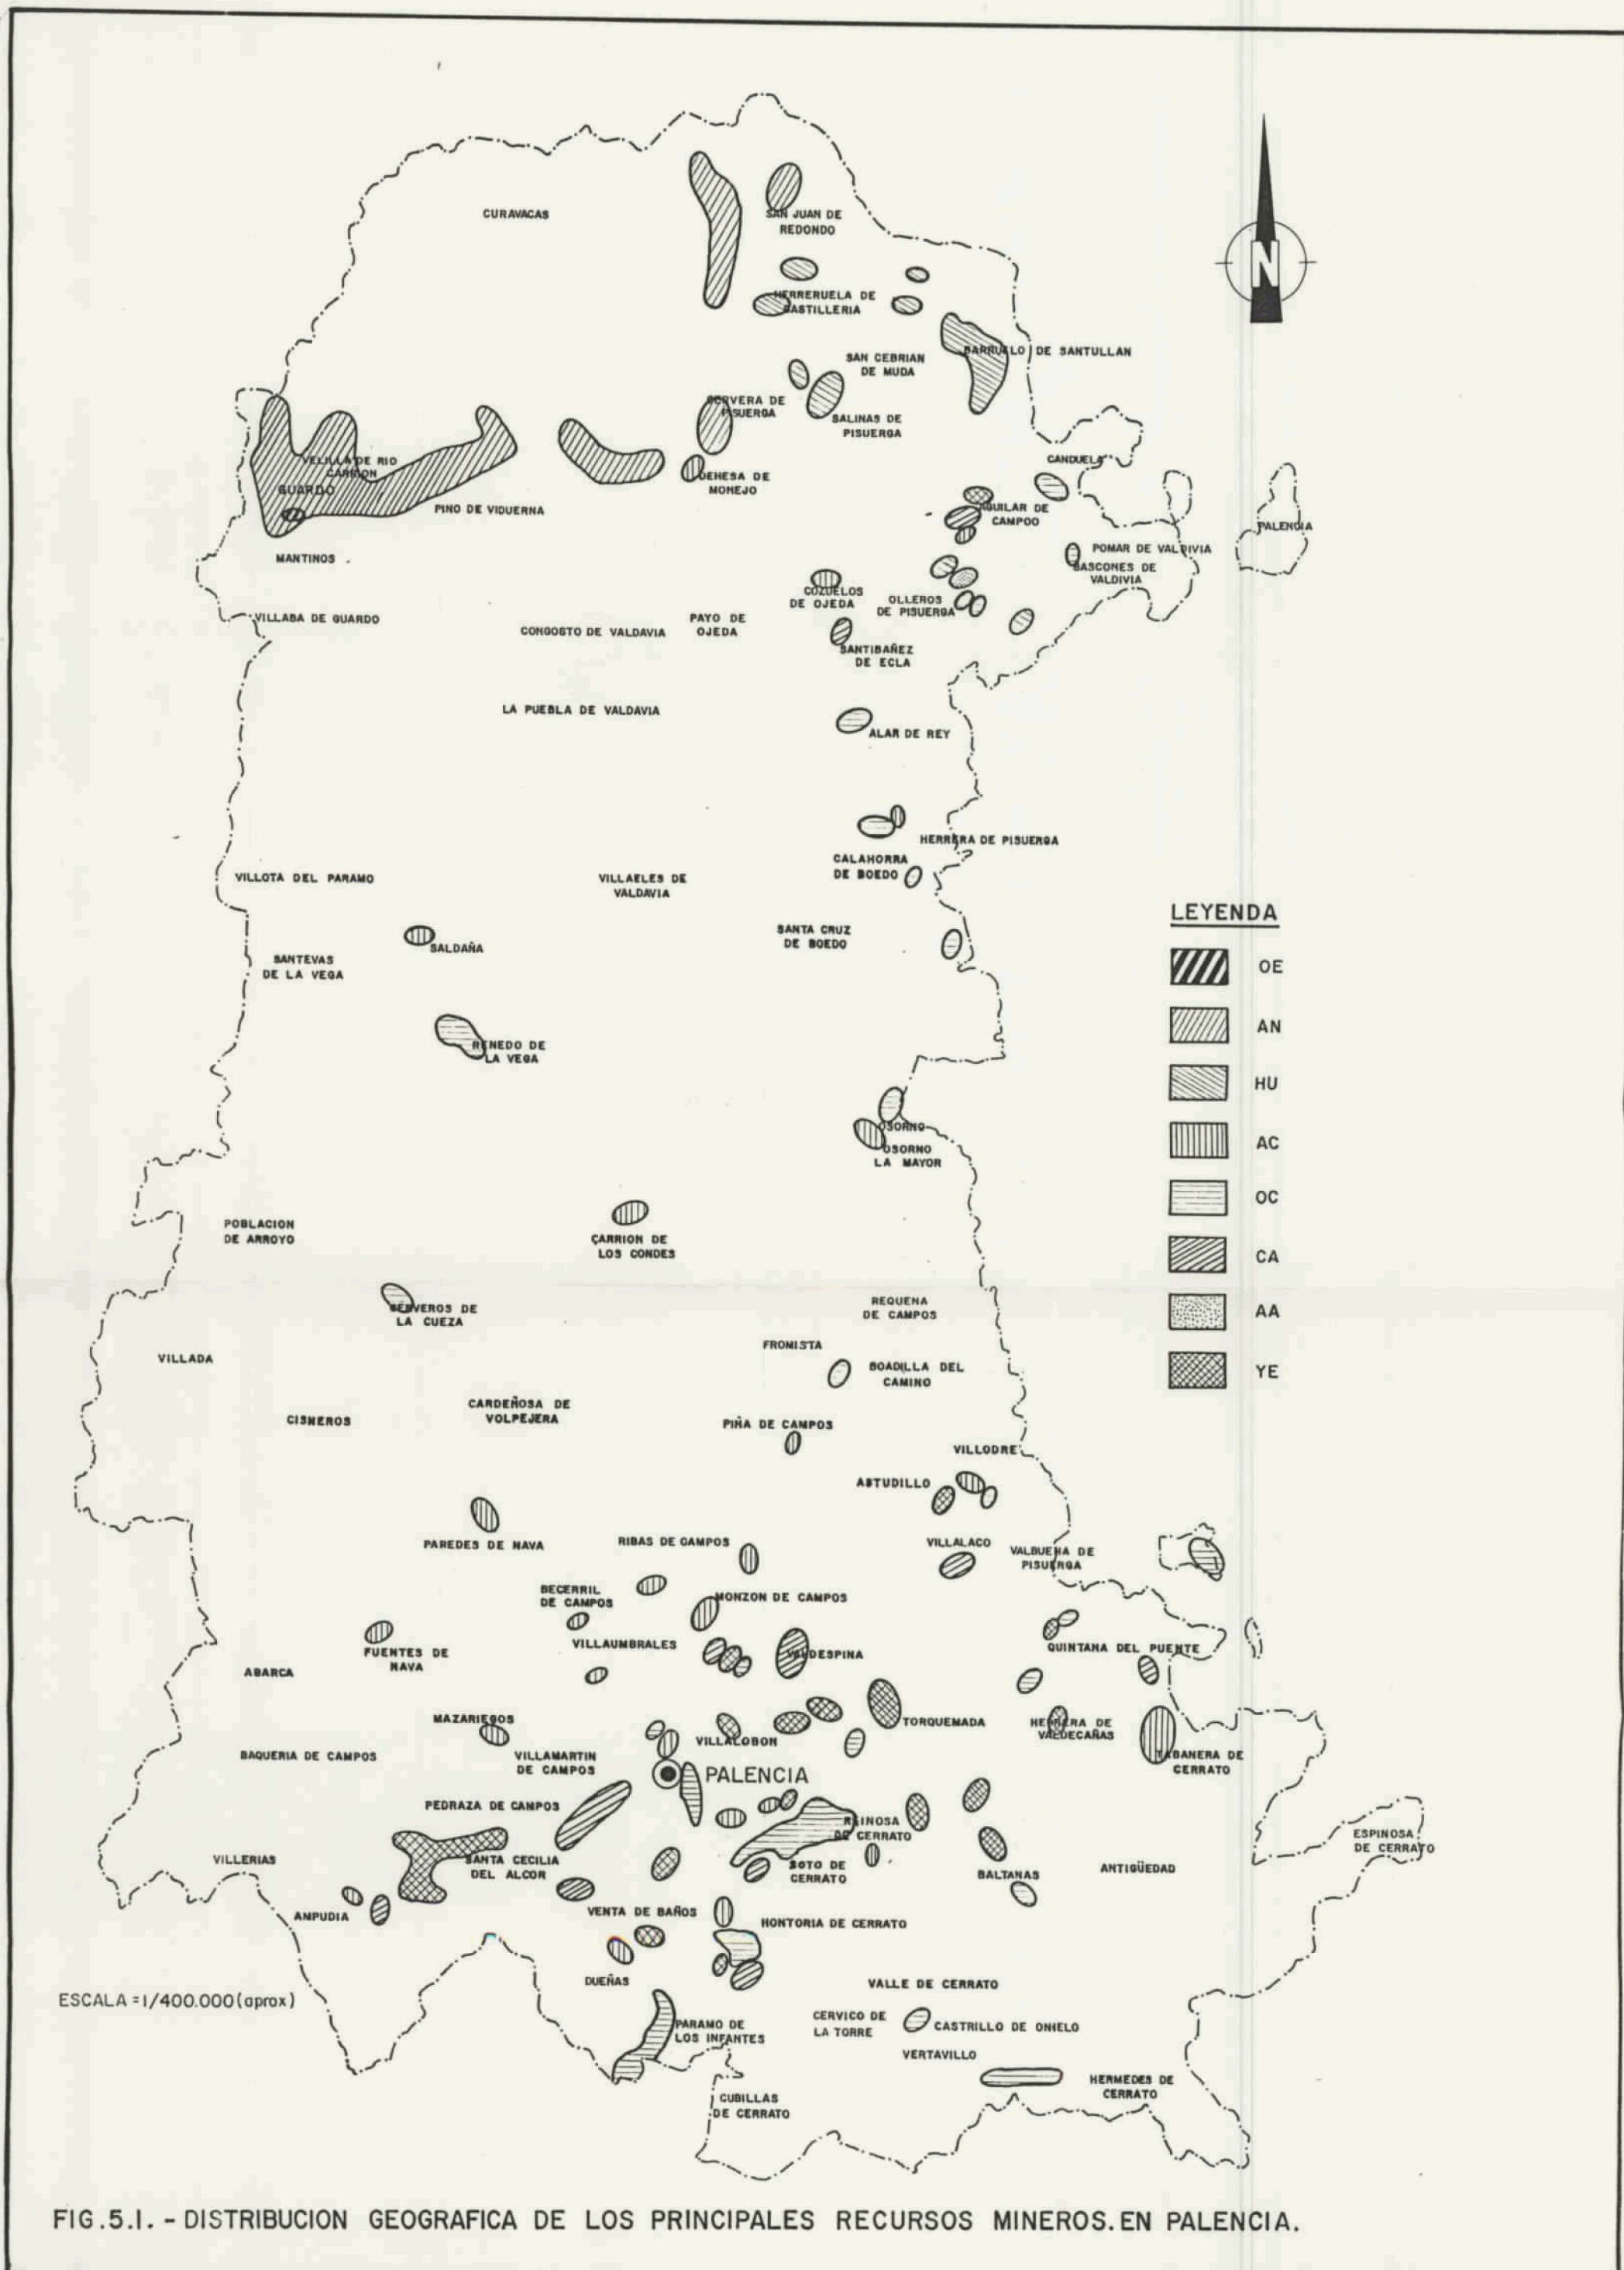 CURAVACAS
SAN JUAN DE
REDONDO
N
HERRERUELA DE
CASTILLERIA
BARRUELO DE SANTULLAN
SAN CEBRIAN
DE MUDA
CERVERA DE
PISUERGA
SALINAS DE
PISUERGA
VELILLA DE RIO
CARRION
GUARDO
DEHESA DE
MONEJO
CANDUELA
PINO DE VIDUERNA
AGUILAR DE
CAMPOO
PALENCIA
MANTINOS
POMAR DE VALDIVIA
BASCONES DE
VALDIVIA
COZUELOS
DE OJEDA
OLLEROS
DE PISUERGA
VILLABA DE GUARDO
CONGOSTO DE VALDAVIA
PAYO DE
OJEDA
SANTIBAÑEZ
DE ECLA
LA PUEBLA DE VALDAVIA
ALAR DE REY
HERRERA DE PISUERGA
CALAHORRA
DE BOEDO
VILLOTA DEL PARAMO
VILLAELES DE
VALDAVIA
SANTA CRUZ
DE BOEDO
SALDAÑA
SANTEVAS
DE LA VEGA
RENEDO DE
LA VEGA
OSORNO
OSORNO
LA MAYOR
POBLACION
DE ARROYO
CARRION DE
LOS CONDES
CERVEROS DE
LA CUEZA
REQUENA
DE CAMPOS
FROMISTA
VILLADA
BOADILLA DEL
CAMINO
CISNEROS
CARDEÑOSA DE
VOLPEJERA
PIÑA DE CAMPOS
VILLODRE
ASTUDILLO
PAREDES DE NAVA
RIBAS DE CAMPOS
VILLALACO
VALBUENA DE
PISUERGA
BECERRIL
DE CAMPOS
MONZON DE CAMPOS
VILLAUMBRALES
FUENTES DE
NAVA
VALDESPINA
QUINTANA DEL PUENTE
ABARCA
MAZARIEGOS
VILLALOBON
TORQUEMADA
HERRERA DE
VALDECAÑAS
TABANERA DE
CERRATO
BAQUERIA DE CAMPOS
VILLAMARTIN
DE CAMPOS
PALENCIA
PEDRAZA DE CAMPOS
REINOSA
DE CERRATO
ESPINOSA
DE CERRATO
VILLERIAS
SANTA CECILIA
DEL ALCOR
SOTO DE
CERRATO
BALTANAS
ANTIGÜEDAD
AMPUDIA
VENTA DE BAÑOS
HONTORIA DE CERRATO
DUEÑAS
VALLE DE CERRATO
ESCALA =1/400.000(aprox)
PARAMO DE
LOS INFANTES
CERVICO DE
LA TORRE
CASTRILLO DE ONIELO
VERTAVILLO
HERMEDES DE
CERRATO
CUBILLAS
DE CERRATO
LEYENDA
OE
AN
HU
AC
OC
CA
AA
YE
FIG.5.1. - DISTRIBUCION GEOGRAFICA DE LOS PRINCIPALES RECURSOS MINEROS. EN PALENCIA.